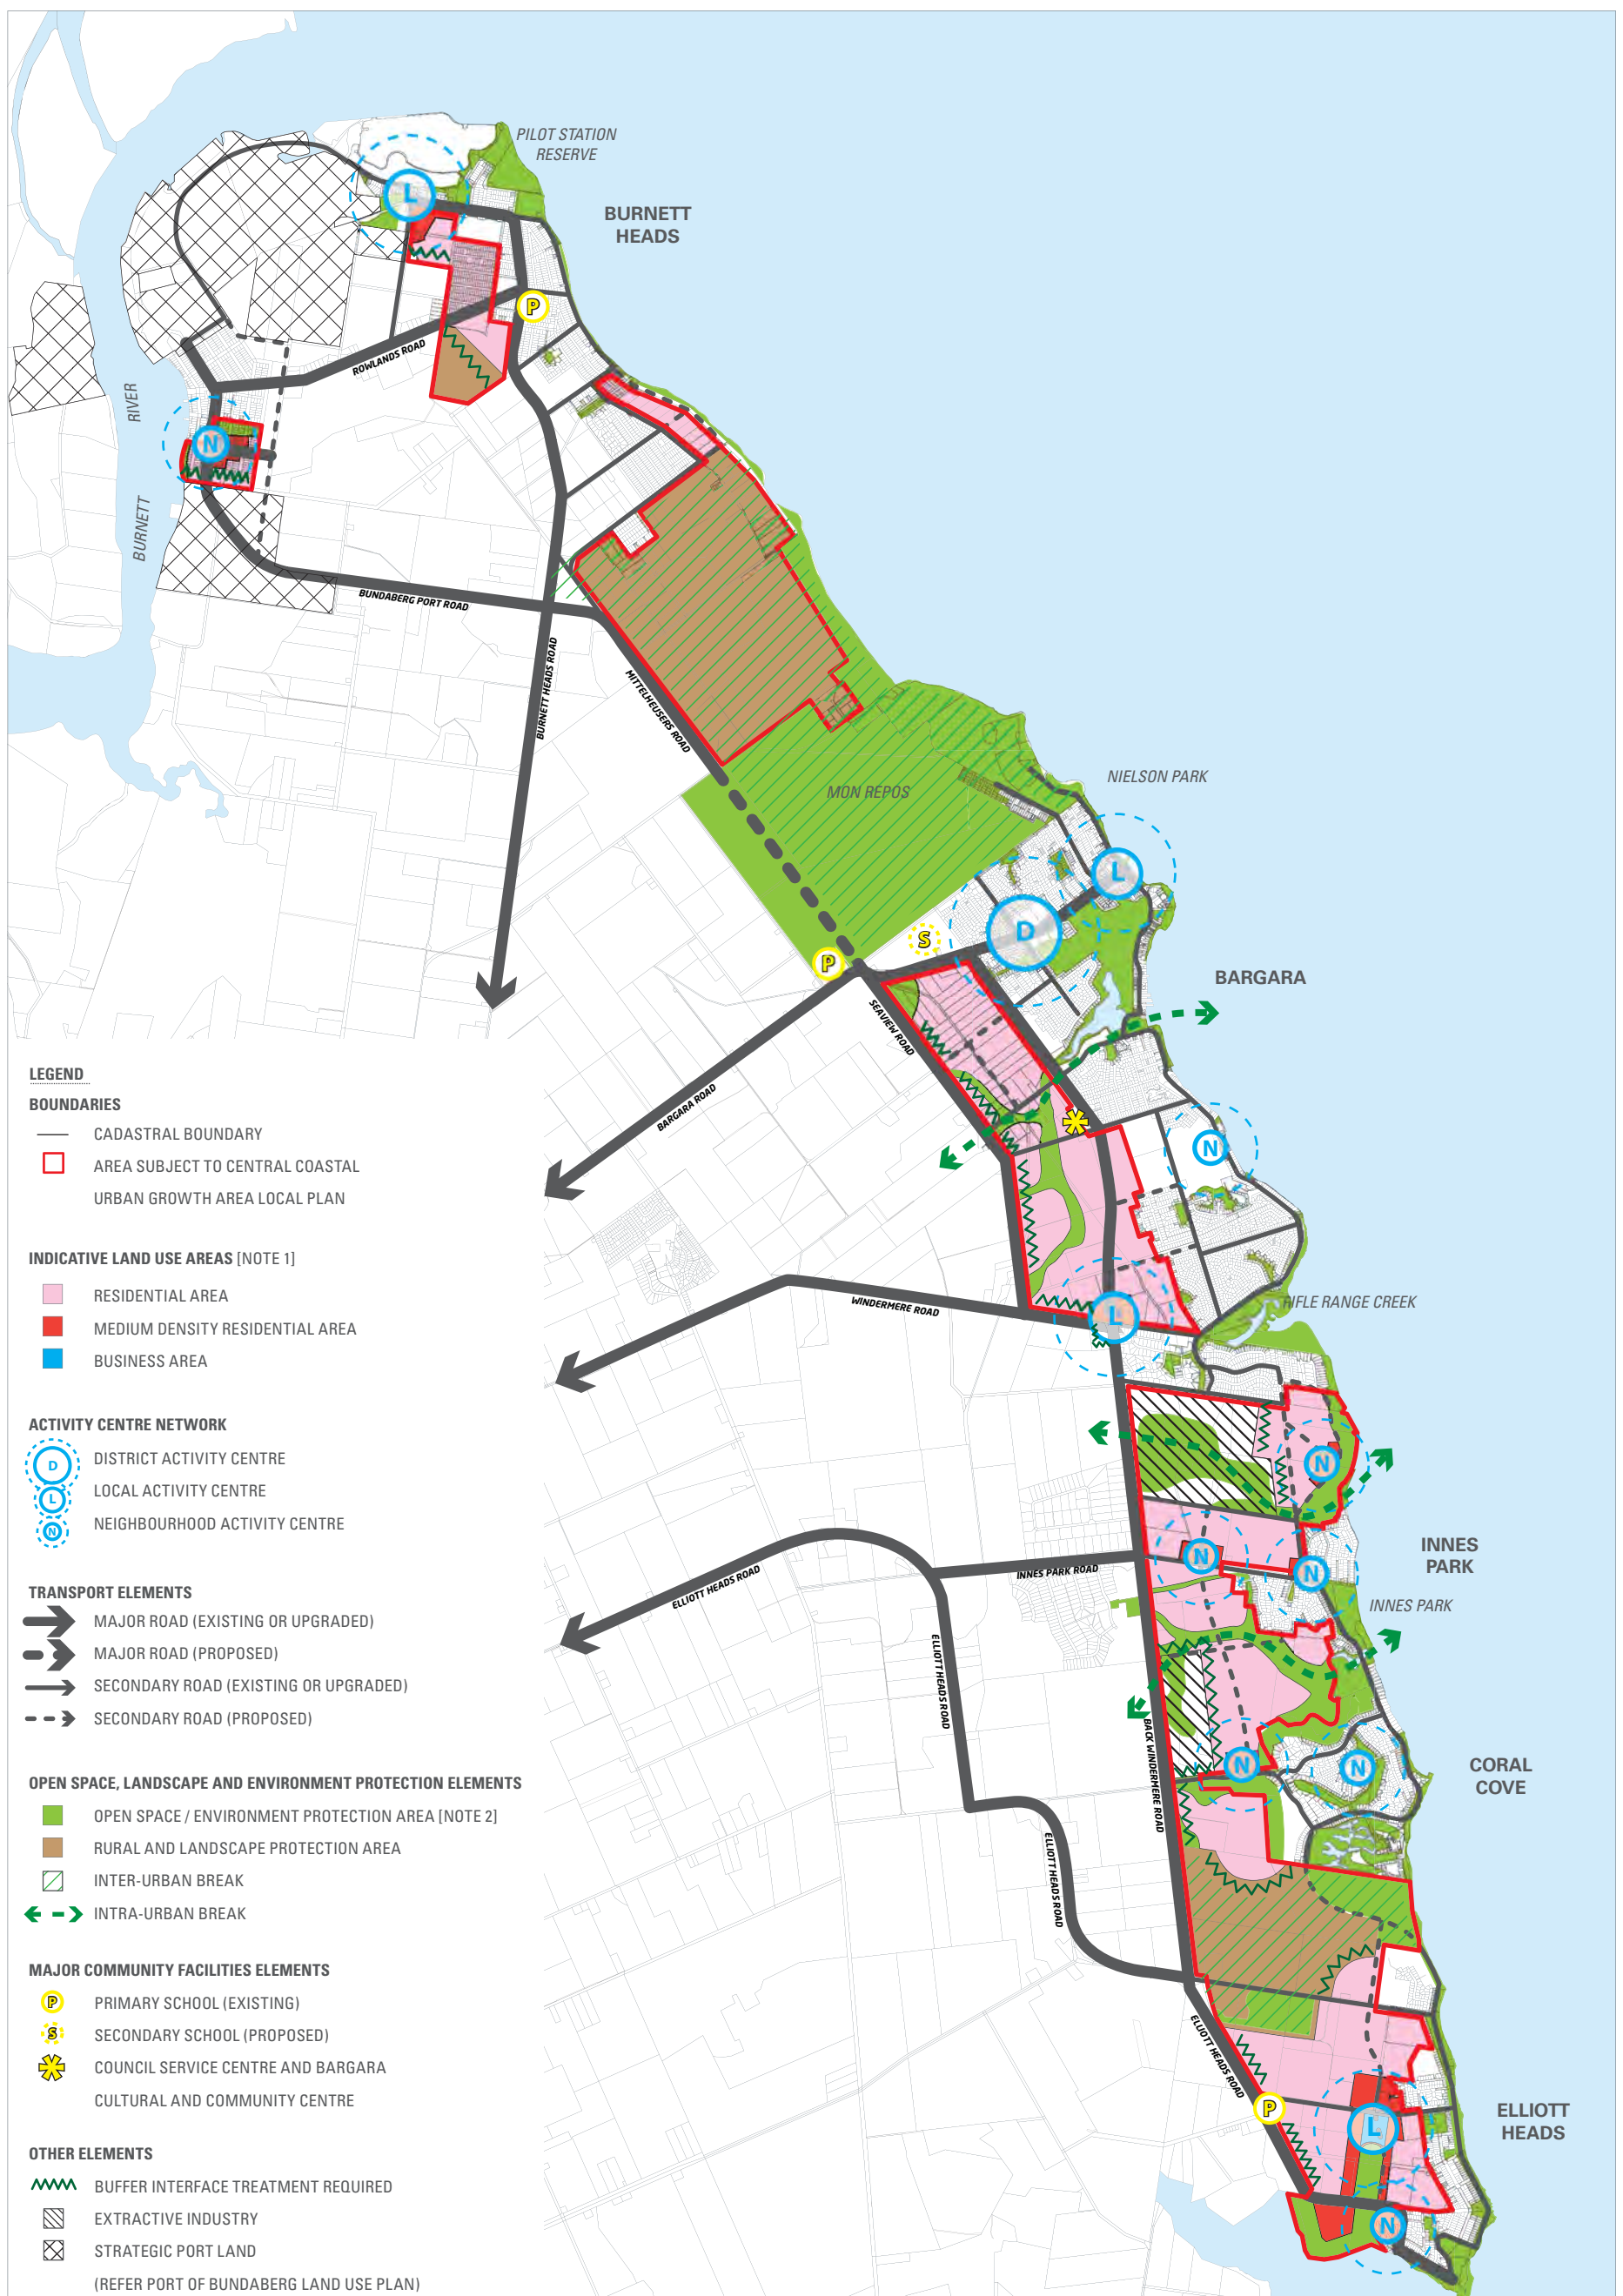 PILOT STATION
RESERVE
BURNETT
HEADS
L
P
ROWLANDS ROAD
RIVER
N
BURNETT
BUNDABERG PORT ROAD
BURNETT HEADS ROAD
MITTELHEUSERS ROAD
NIELSON PARK
MON REPOS
L
D
S
P
BARGARA
SEAVIEW ROAD
BARGARA ROAD
N
WINDERMERE ROAD
L
RIFLE RANGE CREEK
N
INNES
PARK
N
N
INNES PARK ROAD
ELLIOTT HEADS ROAD
INNES PARK
ELLIOTT HEADS ROAD
BACK WINDERMERE ROAD
N
N
CORAL
COVE
ELLIOTT HEADS ROAD
ELLIOTT HEADS ROAD
P
L
ELLIOTT
HEADS
N
LEGEND
BOUNDARIES
CADASTRAL BOUNDARY
AREA SUBJECT TO CENTRAL COASTAL
URBAN GROWTH AREA LOCAL PLAN
INDICATIVE LAND USE AREAS [NOTE 1]
RESIDENTIAL AREA
MEDIUM DENSITY RESIDENTIAL AREA
BUSINESS AREA
ACTIVITY CENTRE NETWORK
D DISTRICT ACTIVITY CENTRE
L LOCAL ACTIVITY CENTRE
N NEIGHBOURHOOD ACTIVITY CENTRE
TRANSPORT ELEMENTS
MAJOR ROAD (EXISTING OR UPGRADED)
MAJOR ROAD (PROPOSED)
SECONDARY ROAD (EXISTING OR UPGRADED)
SECONDARY ROAD (PROPOSED)
OPEN SPACE, LANDSCAPE AND ENVIRONMENT PROTECTION ELEMENTS
OPEN SPACE / ENVIRONMENT PROTECTION AREA [NOTE 2]
RURAL AND LANDSCAPE PROTECTION AREA
INTER-URBAN BREAK
INTRA-URBAN BREAK
MAJOR COMMUNITY FACILITIES ELEMENTS
P PRIMARY SCHOOL (EXISTING)
S SECONDARY SCHOOL (PROPOSED)
COUNCIL SERVICE CENTRE AND BARGARA
CULTURAL AND COMMUNITY CENTRE
OTHER ELEMENTS
BUFFER INTERFACE TREATMENT REQUIRED
EXTRACTIVE INDUSTRY
STRATEGIC PORT LAND
(REFER PORT OF BUNDABERG LAND USE PLAN)